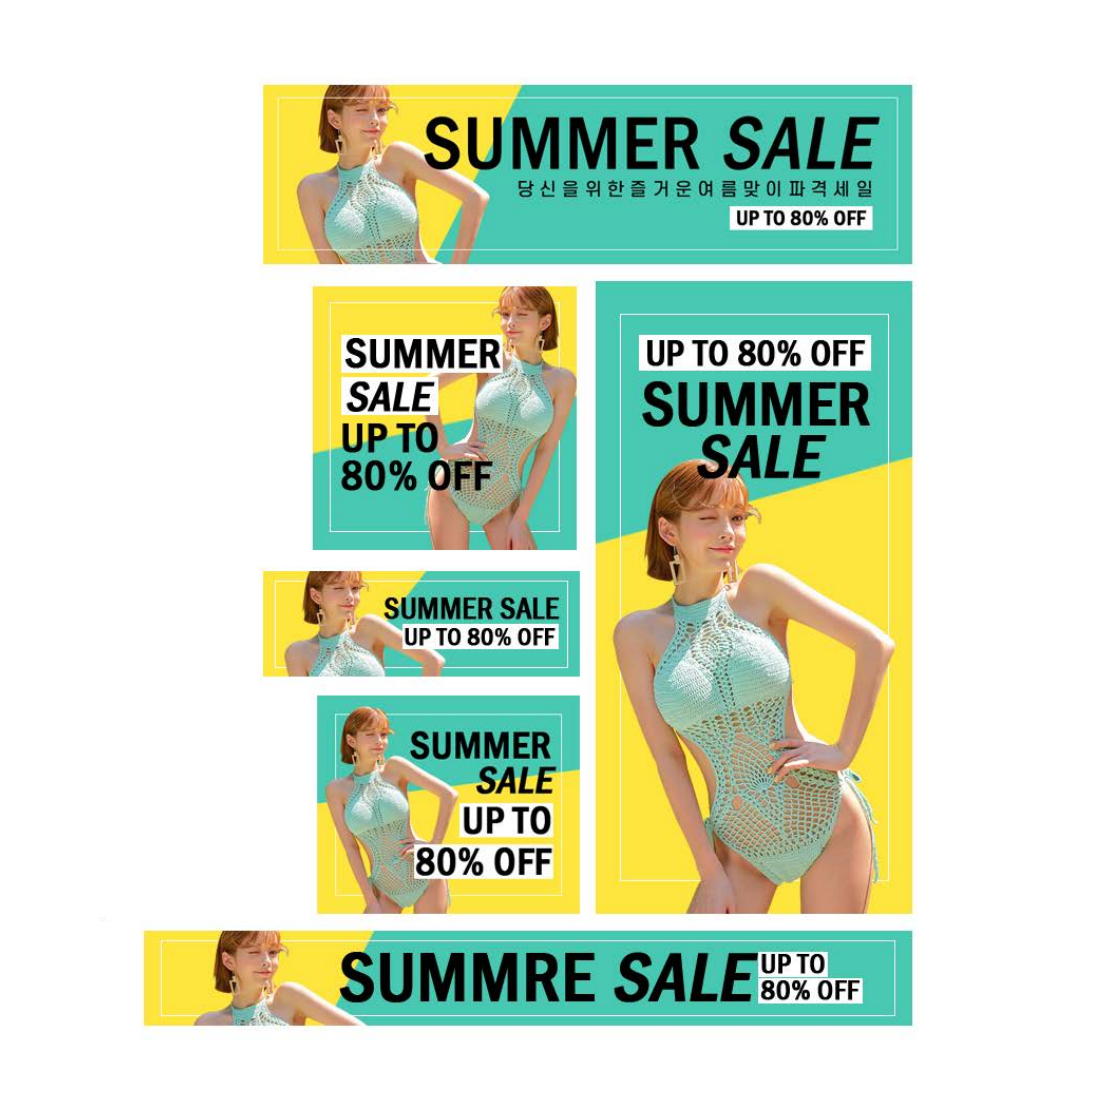 SUMMER SALE
당신을위한즐거운여름맞이파격세일
UP TO 80% OFF
SUMMER
SALE
UP TO
80% OFF
UP TO 80% OFF
SUMMER
SALE
SUMMER SALE
UP TO 80% OFF
SUMMER
SALE
UP TO
80% OFF
SUMMRE SALE
UP TO
80% OFF